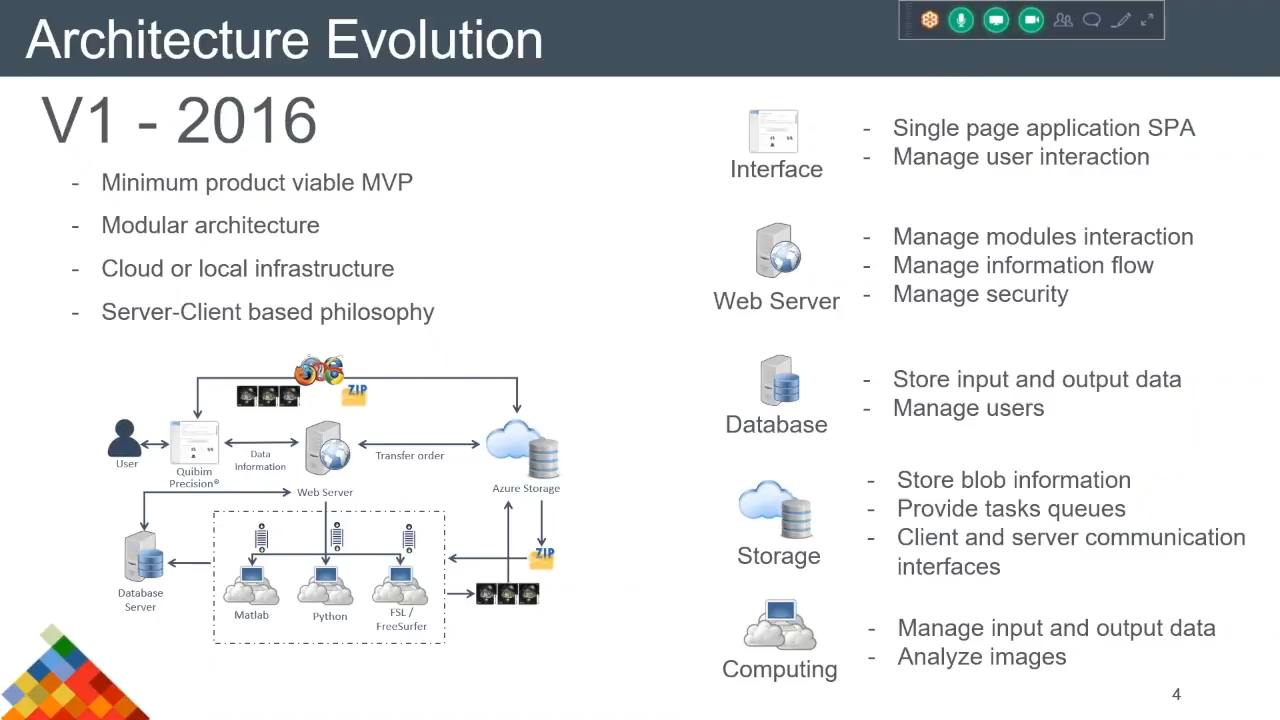 Architecture Evolution
V1 - 2016
- Minimum product viable MVP
- Modular architecture
- Cloud or local infrastructure
- Server-Client based philosophy
ZIP
User
Quibim
Precision®
Data
Information
Web Server
Transfer order
Azure Storage
Database
Server
Matlab
Python
FSL /
FreeSurfer
ZIP
Interface
- Single page application SPA
- Manage user interaction
Web Server
- Manage modules interaction
- Manage information flow
- Manage security
Database
- Store input and output data
- Manage users
Storage
- Store blob information
- Provide tasks queues
- Client and server communication
interfaces
Computing
- Manage input and output data
- Analyze images
4